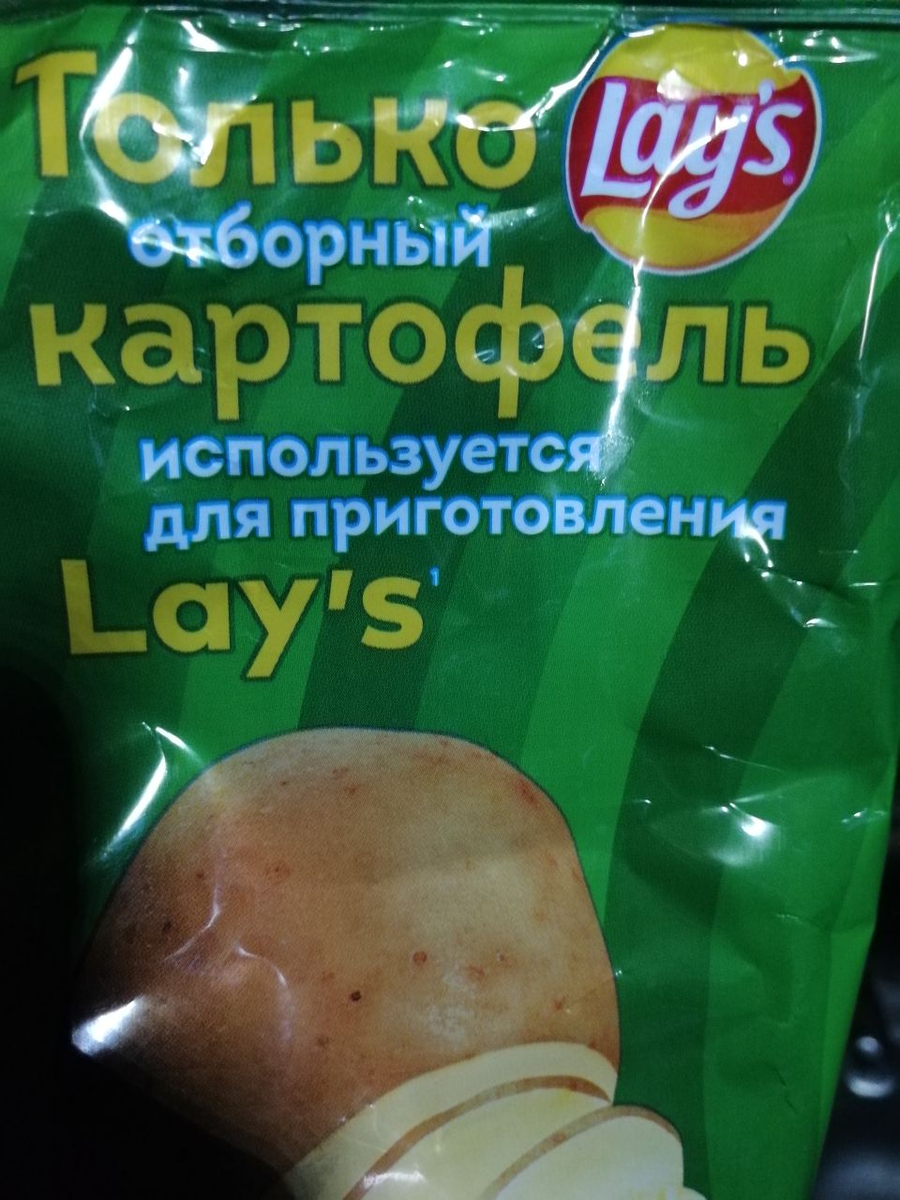 Только
Lay's
отборный
картофель
используется
для приготовления
Lay's¹